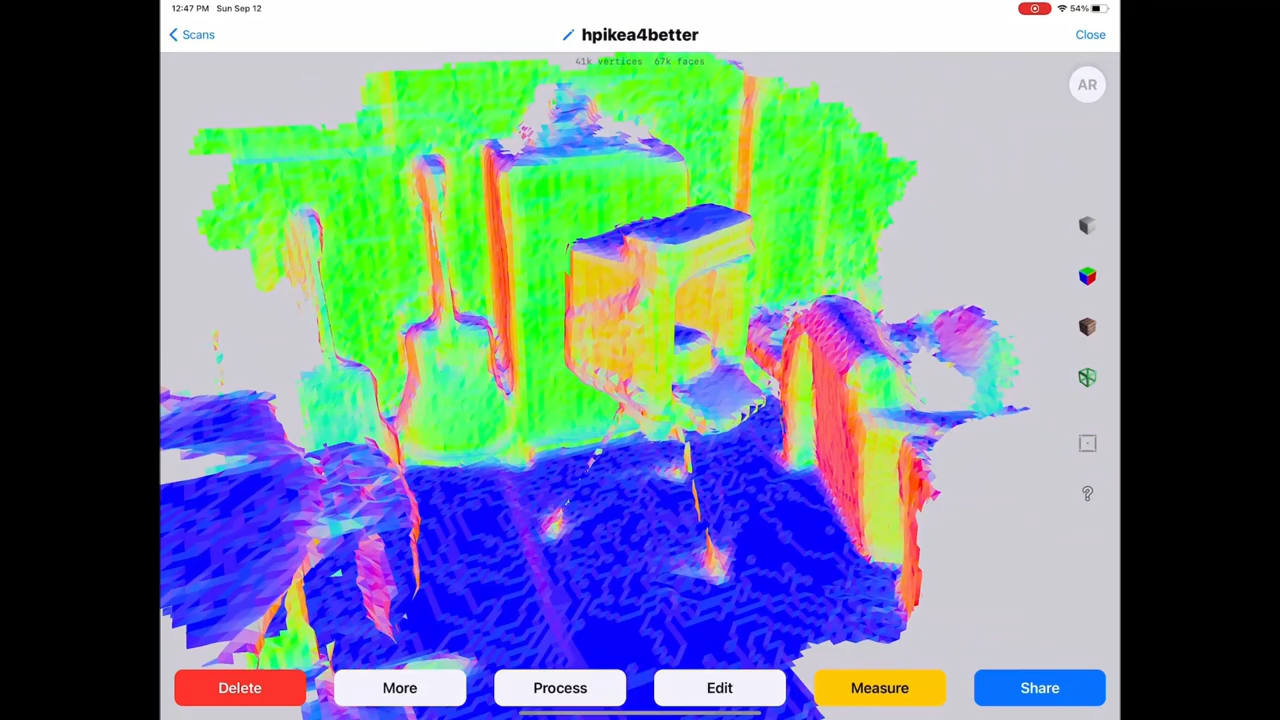 12:47 PM Sun Sep 12
54%
Scans
hpikea4better
Close
41k vertices 67k faces
AR
?
Delete
More
Process
Edit
Measure
Share